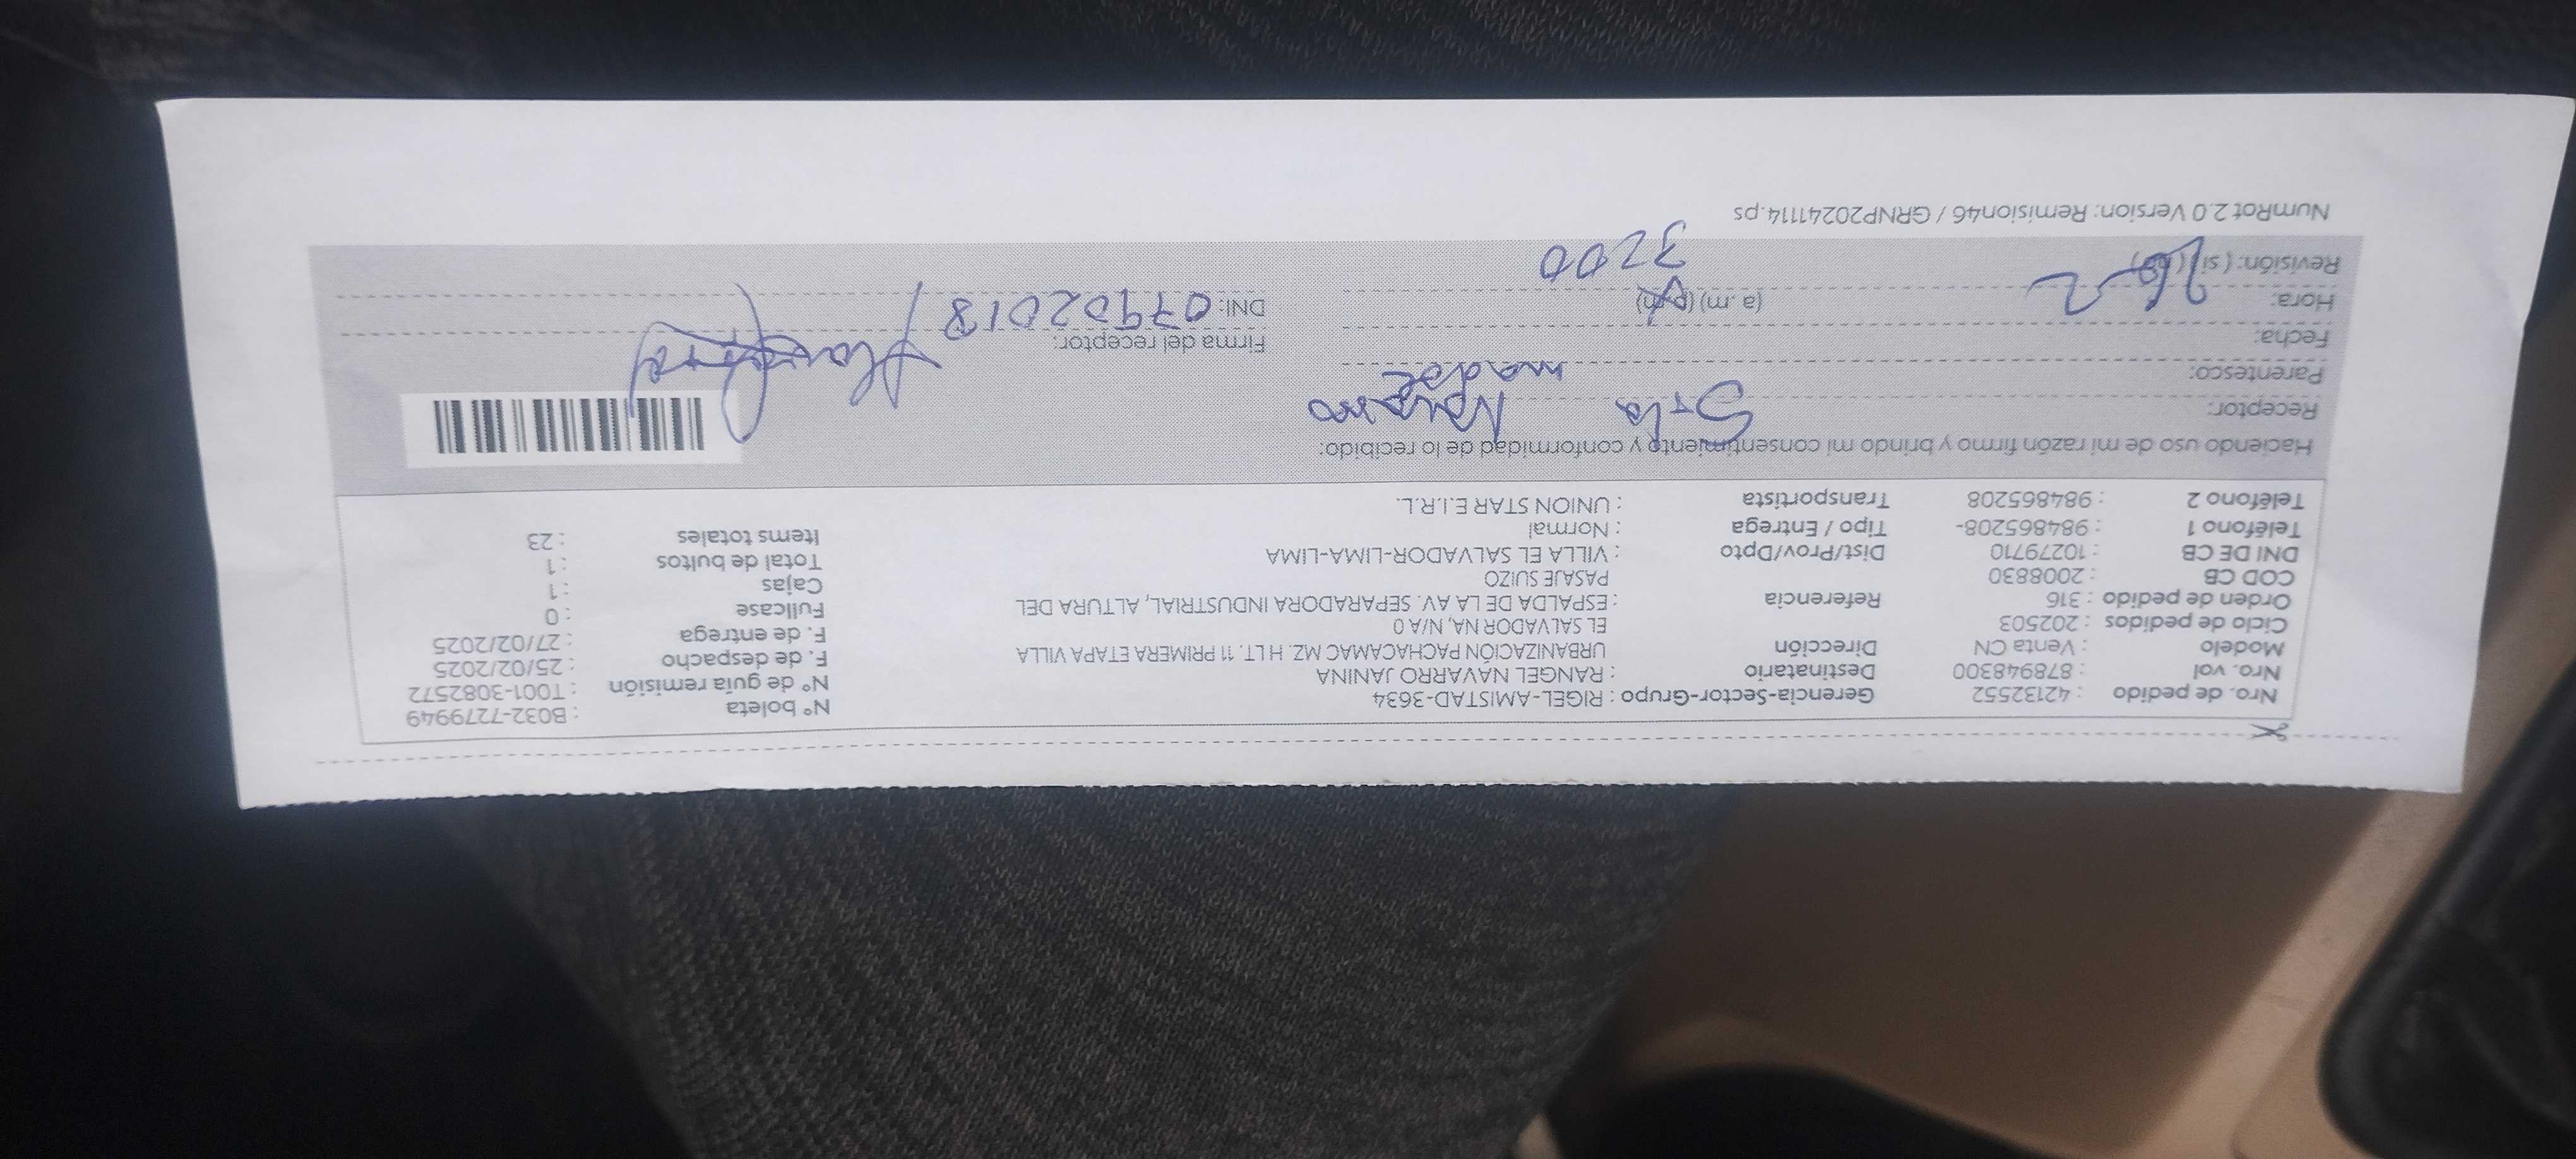 Nro. de pedido : 42132552 Gerencia-Sector-Grupo : RIGEL-AMISTAD-3634 N° boleta : B032-7279949
Nro. vol : 878948300 Destinatario : RANGEL NAVARRO JANINA N° de guía remisión : T001-3082572
Modelo : Venta CN Dirección URBANIZACIÓN PACHACAMAC MZ. H LT. 11 PRIMERA ETAPA VILLA F. de despacho : 25/02/2025
Ciclo de pedidos : 202503 EL SALVADOR NA, N/A 0 F. de entrega : 27/02/2025
Orden de pedido : 316 Referencia : ESPALDA DE LA AV. SEPARADORA INDUSTRIAL, ALTURA DEL Fullcase : 0
COD CB : 2008830 PASAJE SUIZO Cajas : 1
DNI DE CB : 10279710 Dist/Prov/Dpto : VILLA EL SALVADOR-LIMA-LIMA Total de bultos : 1
Teléfono 1 : 984865208- Tipo / Entrega : Normal Items totales : 23
Teléfono 2 : 984865208 Transportista : UNION STAR E.I.R.L.
Haciendo uso de mi razón firmo y brindo mi consentimiento y conformidad de lo recibido:
Receptor: Navarro
Parentesco: madre
Fecha: Firma del receptor:
Hora: (a. m) (p.m) DNI: 07902018
Revisión: ( si ) ( no ) 26-2 3200
NumRot 2.0 Version: Remision46 / GRNP20241114.ps